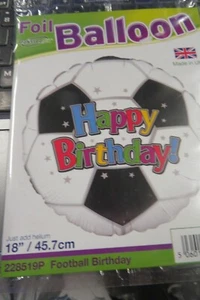 Foil
Balloon
Made in UK
Happy
Birthday!
Just add helium
18"/45.7cm
228519P Football Birthday